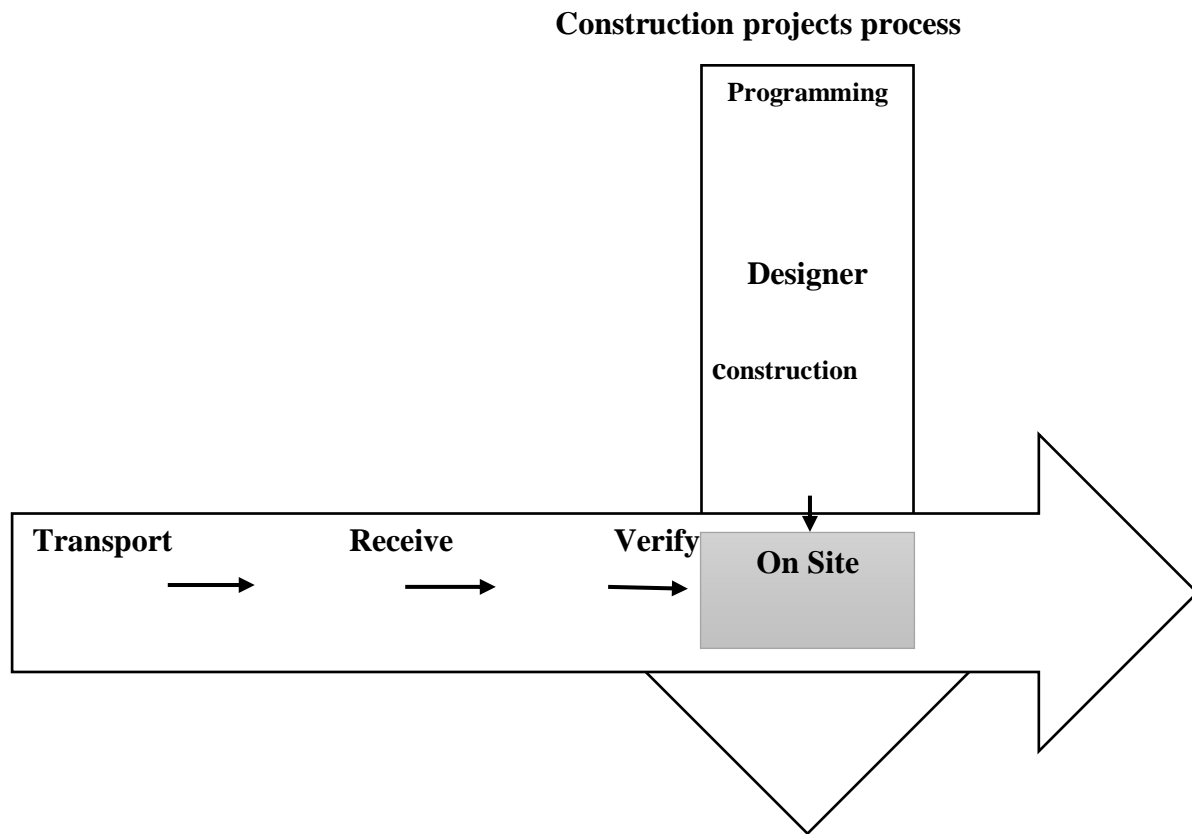 Construction projects process
Programming
Designer
construction
Transport
Receive
Verify
On Site